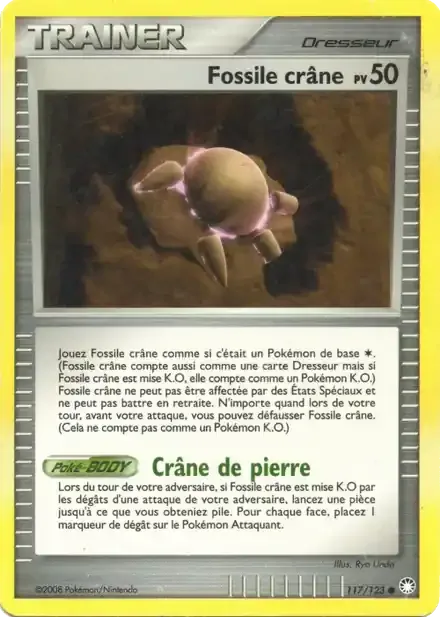 TRAINER
Dresseur
Fossile crâne PV 50
Jouez Fossile crâne comme si c'était un Pokémon de base ✶.
(Fossile crâne compte aussi comme une carte Dresseur mais si
Fossile crâne est mise K.O, elle compte comme un Pokémon K.O.)
Fossile crâne ne peut pas être affectée par des États Spéciaux et
ne peut pas battre en retraite. N'importe quand lors de votre
tour, avant votre attaque, vous pouvez défausser Fossile crâne.
(Cela ne compte pas comme un Pokémon K.O.)
Poké-BODY Crâne de pierre
Lors du tour de votre adversaire, si Fossile crâne est mise K.O par
les dégâts d'une attaque de votre adversaire, lancez une pièce
jusqu'à ce que vous obteniez pile. Pour chaque face, placez 1
marqueur de dégât sur le Pokémon Attaquant.
Illus. Ryo Ueda
©2008 Pokémon/Nintendo
117/123